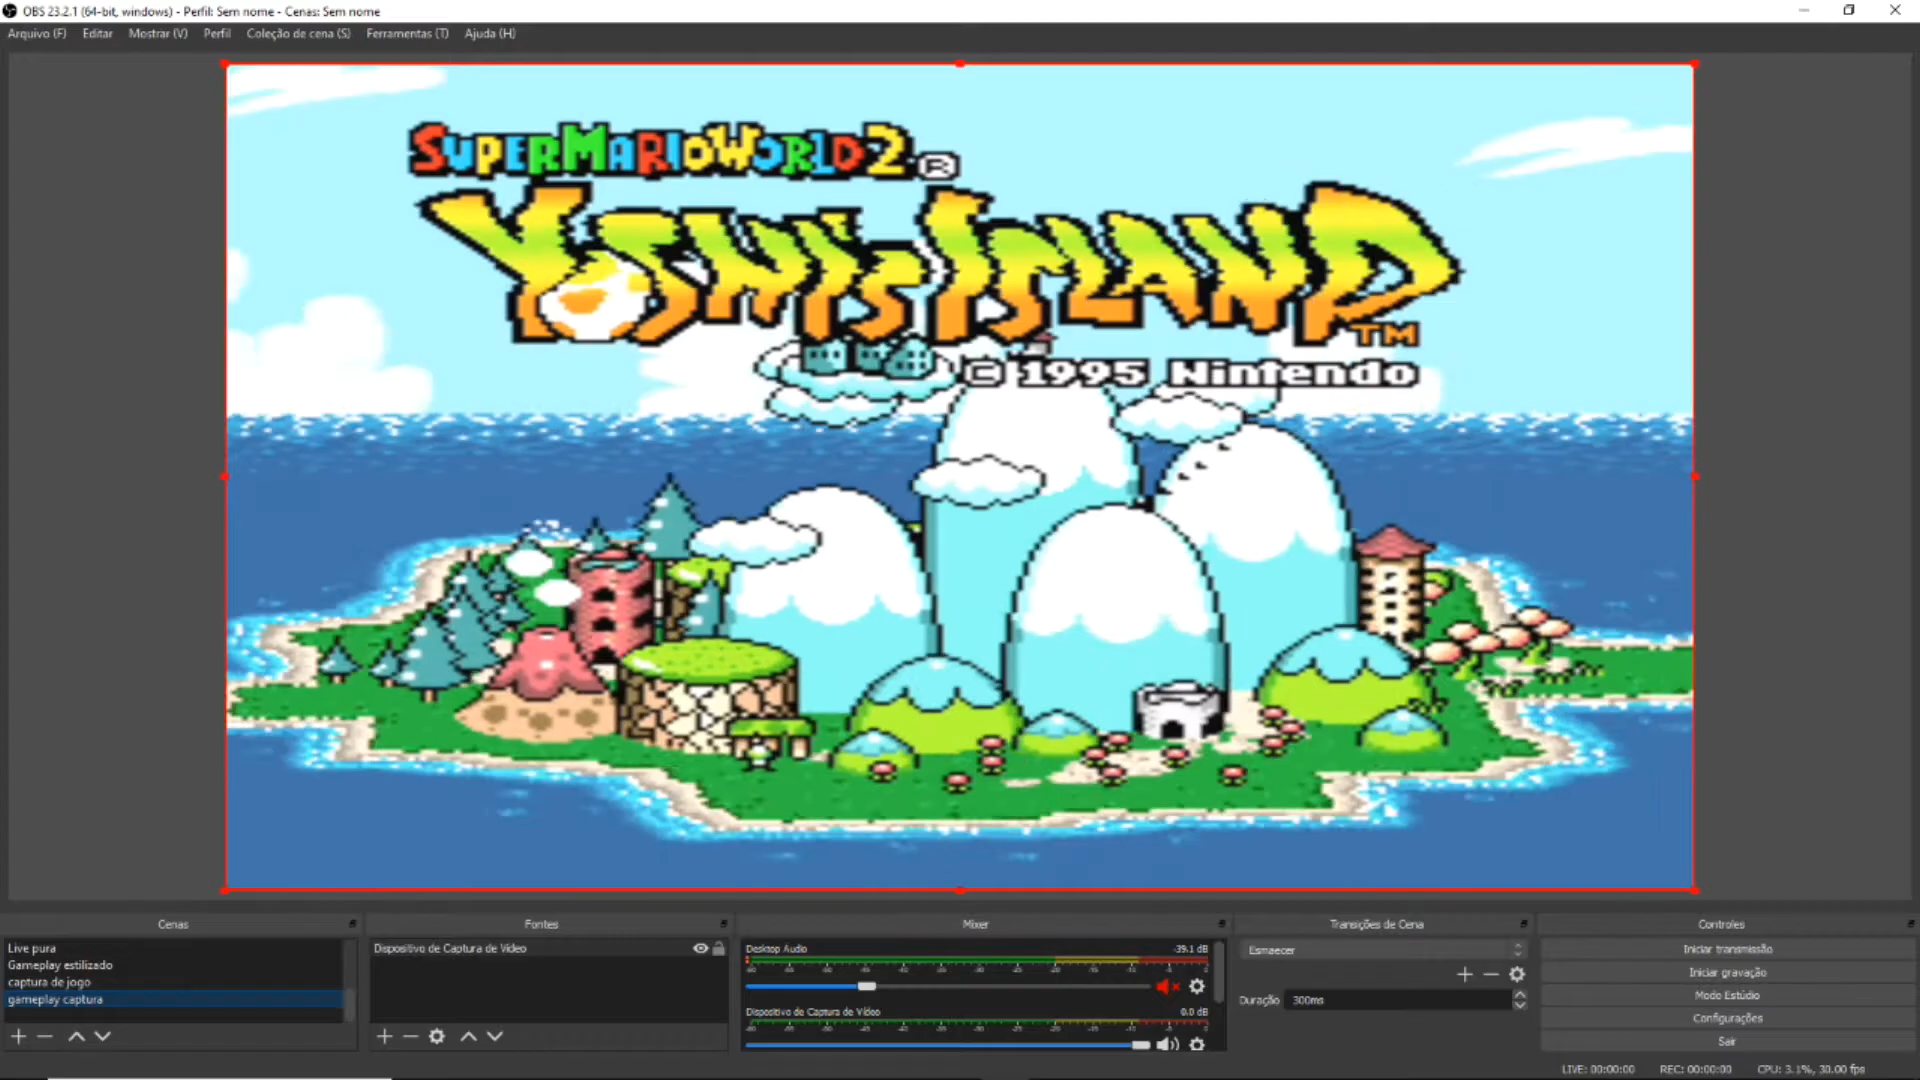 OBS 23.2.1 (64-bit, windows) - Perfil: Sem nome - Cenas: Sem nome
Arquivo (F) Editar Mostrar (V) Perfil Coleção de cena (S) Ferramentas (T) Ajuda (H)
SUPER MARIO WORLD 2 ®
YOSHI'S ISLAND TM
© 1995 Nintendo
Cenas
Live pura
Gameplay estilizado
captura de jogo
gameplay captura
Fontes
Dispositivo de Captura de Vídeo
Mixer
Desktop Audio -39.1 dB
Dispositivo de Captura de Vídeo 0.0 dB
Transições de Cena
Esmaecer
Duração 300ms
Controles
Iniciar transmissão
Iniciar gravação
Modo Estúdio
Configurações
Sair
LIVE: 00:00:00 REC: 00:00:00 CPU: 3.1%, 30.00 fps